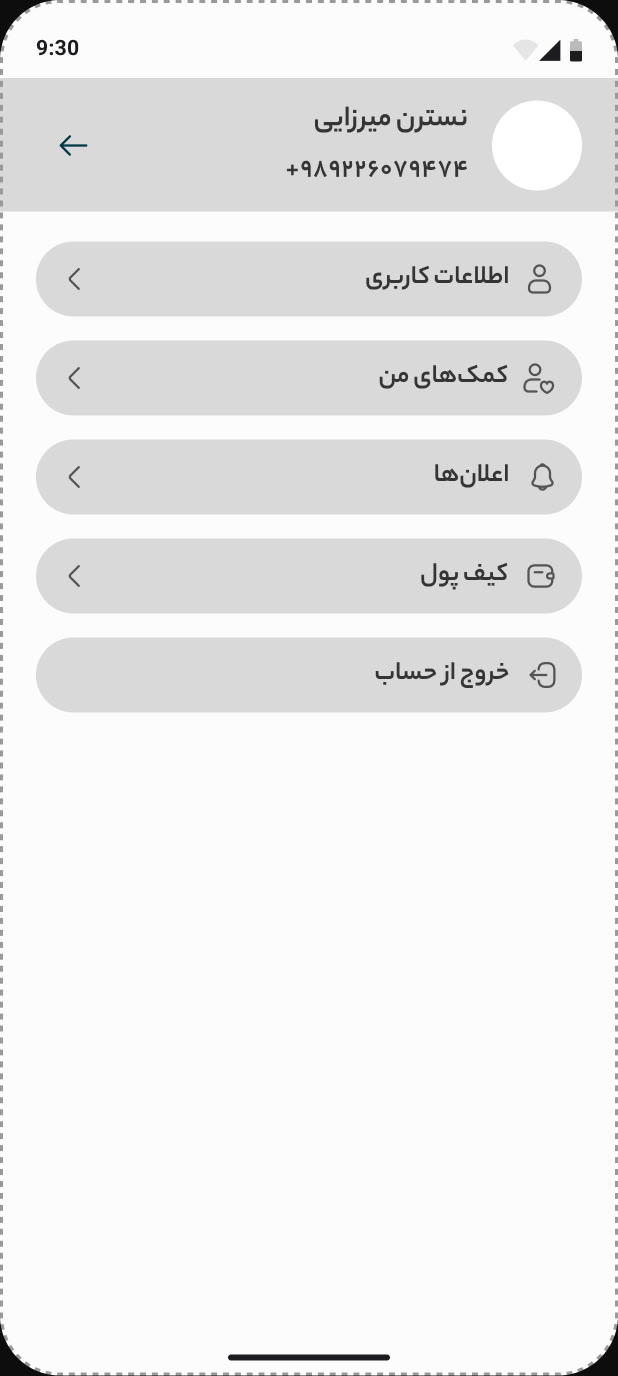 9:30
نسترن میرزایی
+۹۸۹۲۲۶۰۷۹۴۷۴
اطلاعات کاربری
کمک‌های من
اعلان‌ها
کیف پول
خروج از حساب